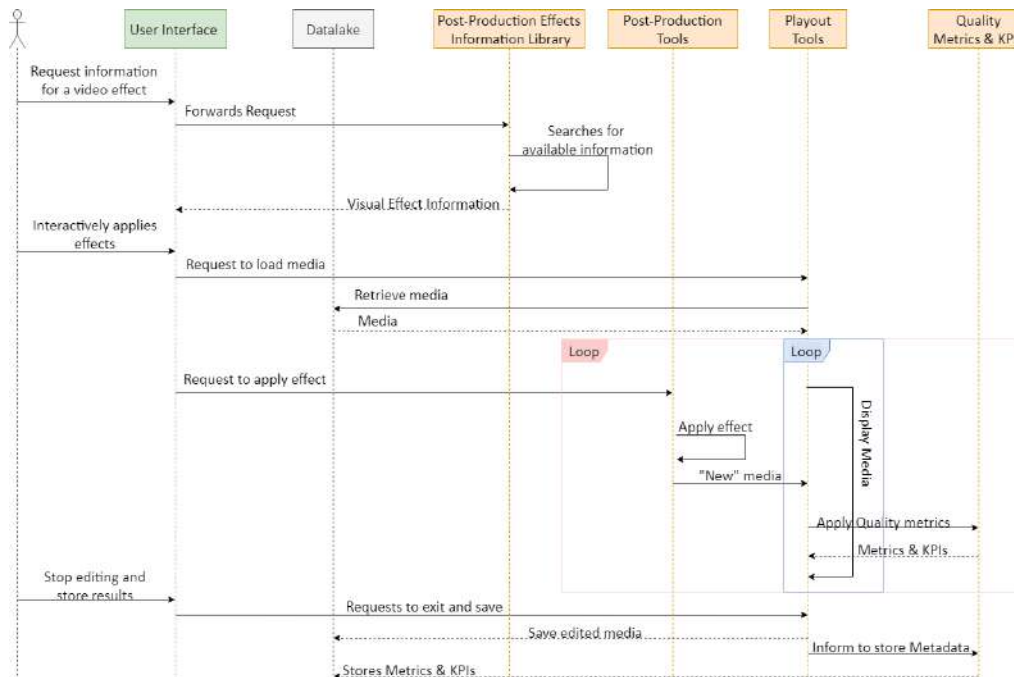 User Interface
Datalake
Post-Production Effects
Information Library
Post-Production
Tools
Playout
Tools
Quality
Metrics & KP
Request information
for a video effect
Forwards Request
Searches for
available information
Visual Effect Information
Interactively applies
effects
Request to load media
Retrieve media
Media
Loop
Loop
Request to apply effect
Display Media
Apply effect
"New" media
Apply Quality metrics
Metrics & KPIs
Stop editing and
store results
Requests to exit and save
Save edited media
Inform to store Metadata
Stores Metrics & KPIs